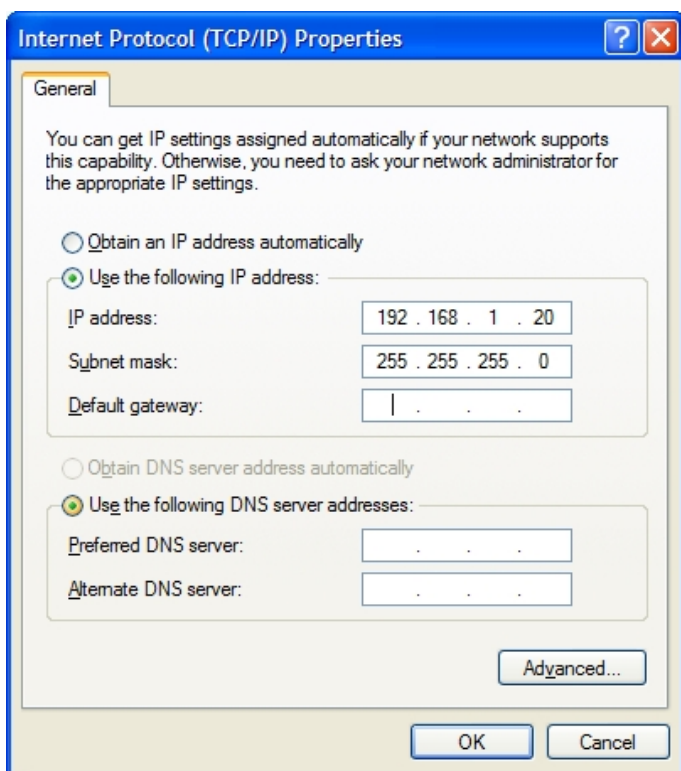 Internet Protocol (TCP/IP) Properties
General
You can get IP settings assigned automatically if your network supports
this capability. Otherwise, you need to ask your network administrator for
the appropriate IP settings.
Obtain an IP address automatically
Use the following IP address:
IP address: 192 . 168 . 1 . 20
Subnet mask: 255 . 255 . 255 . 0
Default gateway: . . .
Obtain DNS server address automatically
Use the following DNS server addresses:
Preferred DNS server: . . .
Alternate DNS server: . . .
Advanced...
OK Cancel